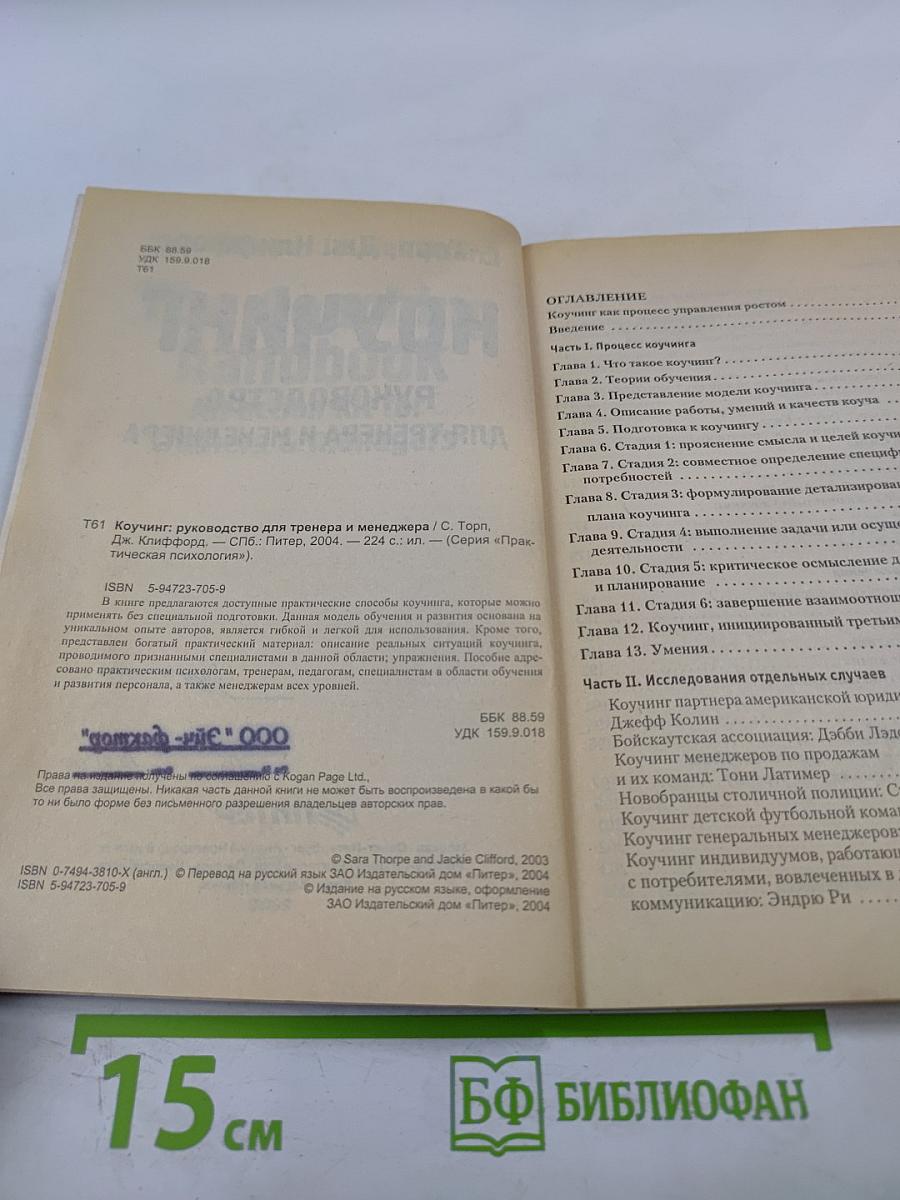 ББК 88.59
УДК 159.9.018
Т61
Т61 Коучинг: руководство для тренера и менеджера / С. Торп,
Дж. Клиффорд. — СПб.: Питер, 2004. — 224 с.: ил. — (Серия «Прак-
тическая психология»).
ISBN 5-94723-705-9
В книге предлагаются доступные практические способы коучинга, которые можно
применять без специальной подготовки. Данная модель обучения и развития основана на
уникальном опыте авторов, является гибкой и легкой для использования. Кроме того,
представлен богатый практический материал: описание реальных ситуаций коучинга,
проводимого признанными специалистами в данной области; упражнения. Пособие адре-
совано практическим психологам, тренерам, педагогам, специалистам в области обучения
и развития персонала, а также менеджерам всех уровней.
ББК 88.59
УДК 159.9.018
ООО "Эйч-фактор"
Права на издание получены по соглашению с Kogan Page Ltd.,
Все права защищены. Никакая часть данной книги не может быть воспроизведена в какой бы
то ни было форме без письменного разрешения владельцев авторских прав.
© Sara Thorpe and Jackie Clifford, 2003
ISBN 0-7494-3810-X (англ.) © Перевод на русский язык ЗАО Издательский дом «Питер», 2004
ISBN 5-94723-705-9 © Издание на русском языке, оформление
ЗАО Издательский дом «Питер», 2004
ОГЛАВЛЕНИЕ
Коучинг как процесс управления ростом
Введение
Часть I. Процесс коучинга
Глава 1. Что такое коучинг?
Глава 2. Теории обучения
Глава 3. Представление модели коучинга
Глава 4. Описание работы, умений и качеств коуча
Глава 5. Подготовка к коучингу
Глава 6. Стадия 1: прояснение смысла и целей коучи
Глава 7. Стадия 2: совместное определение специфи
потребностей
Глава 8. Стадия 3: формулирование детализирован
плана коучинга
Глава 9. Стадия 4: выполнение задачи или осуще
деятельности
Глава 10. Стадия 5: критическое осмысление д
и планирование
Глава 11. Стадия 6: завершение взаимоотнош
Глава 12. Коучинг, инициированный третьим
Глава 13. Умения
Часть II. Исследования отдельных случаев
Коучинг партнера американской юриди
Джефф Колин
Бойскаутская ассоциация: Дэбби Лэд
Коучинг менеджеров по продажам
и их команд: Тони Латимер
Новобранцы столичной полиции: С
Коучинг детской футбольной коман
Коучинг генеральных менеджеров
Коучинг индивидуумов, работаю
с потребителями, вовлеченных в
коммуникацию: Эндрю Ри
15 см
БФ БИБЛИОФАН